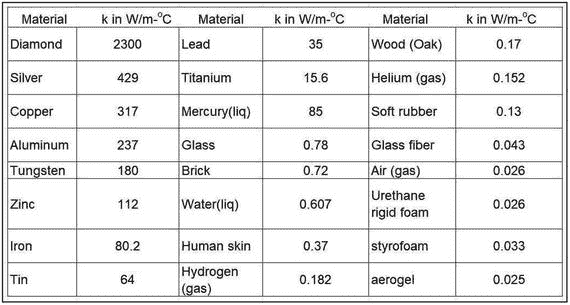 Material k in W/m-°C Material k in W/m-°C Material k in W/m-°C
Diamond 2300 Lead 35 Wood (Oak) 0.17
Silver 429 Titanium 15.6 Helium (gas) 0.152
Copper 317 Mercury(liq) 85 Soft rubber 0.13
Aluminum 237 Glass 0.78 Glass fiber 0.043
Tungsten 180 Brick 0.72 Air (gas) 0.026
Zinc 112 Water(liq) 0.607 Urethane
rigid foam 0.026
Iron 80.2 Human skin 0.37 styrofoam 0.033
Tin 64 Hydrogen
(gas) 0.182 aerogel 0.025